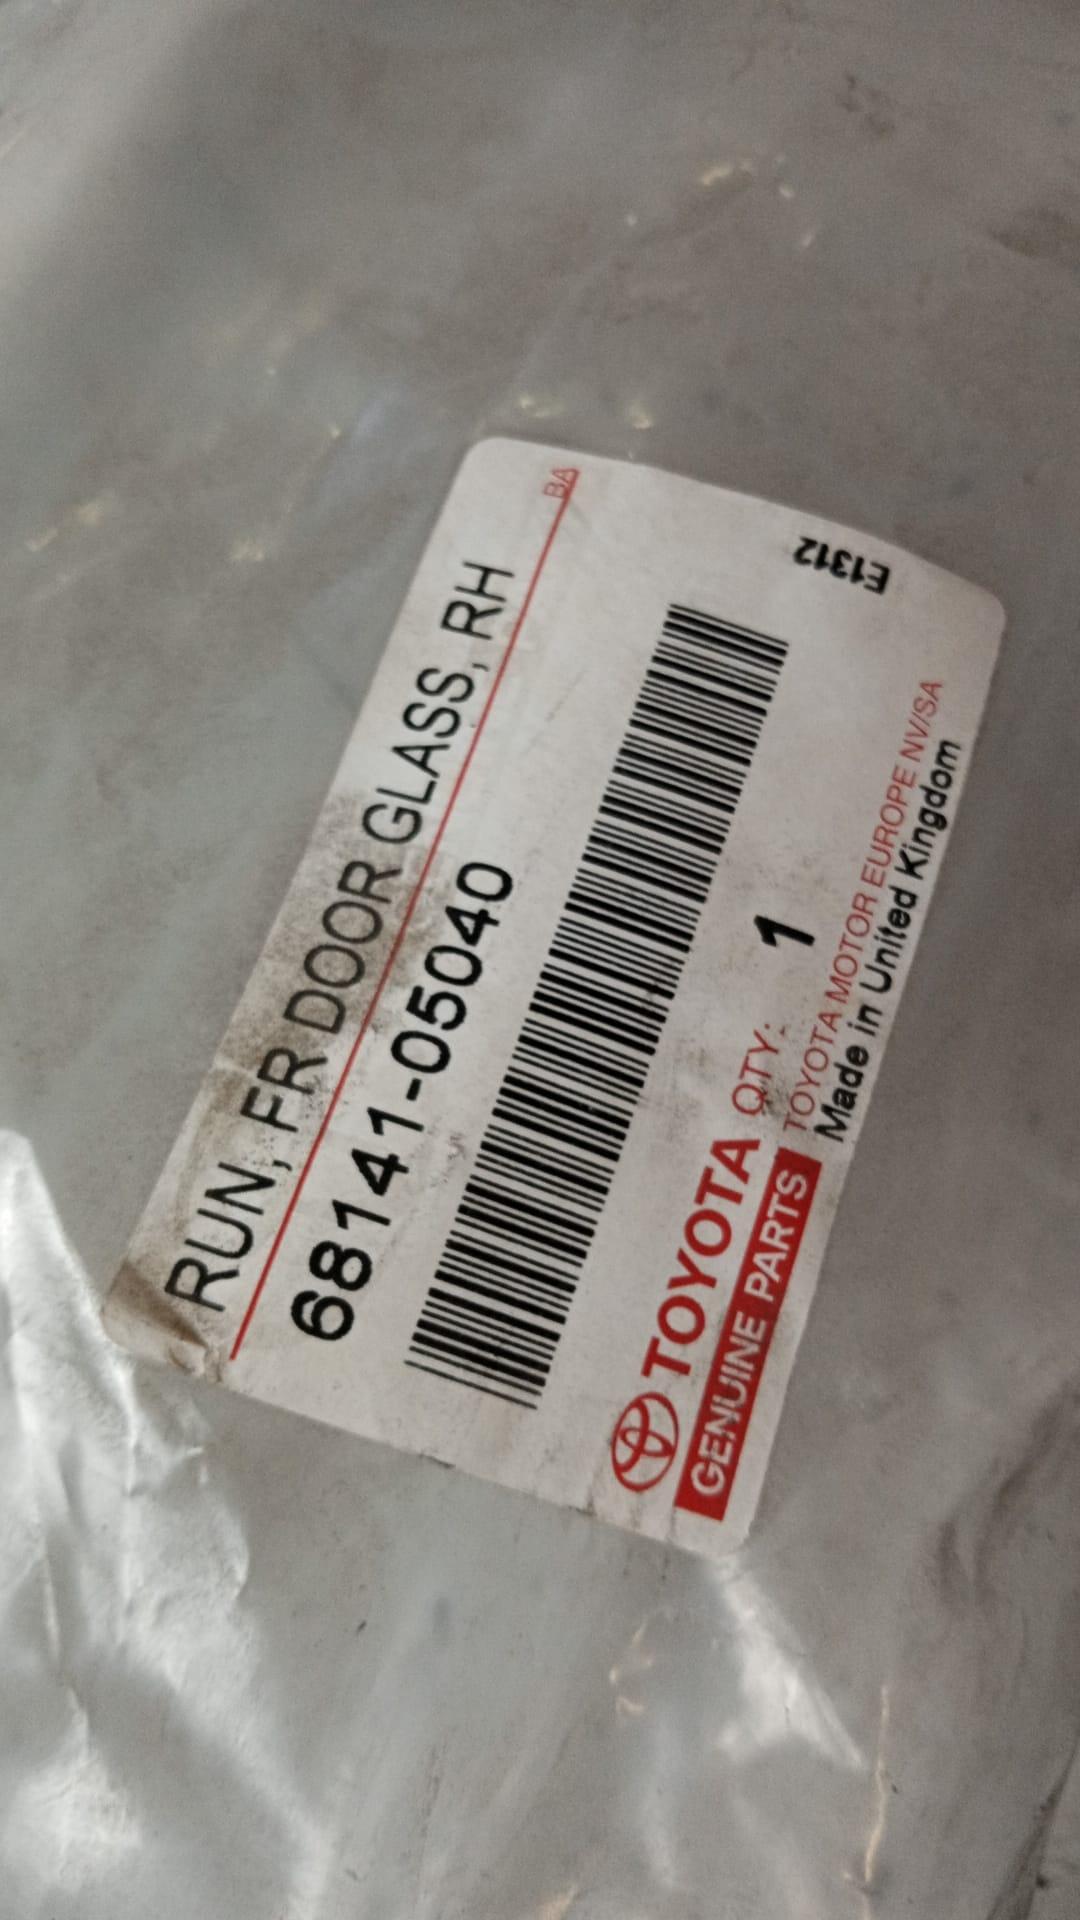 RUN, FR DOOR GLASS, RH
BA
68141-05040
E1312
TOYOTA QTY: 1
GENUINE PARTS
TOYOTA MOTOR EUROPE NV/SA
Made in United Kingdom